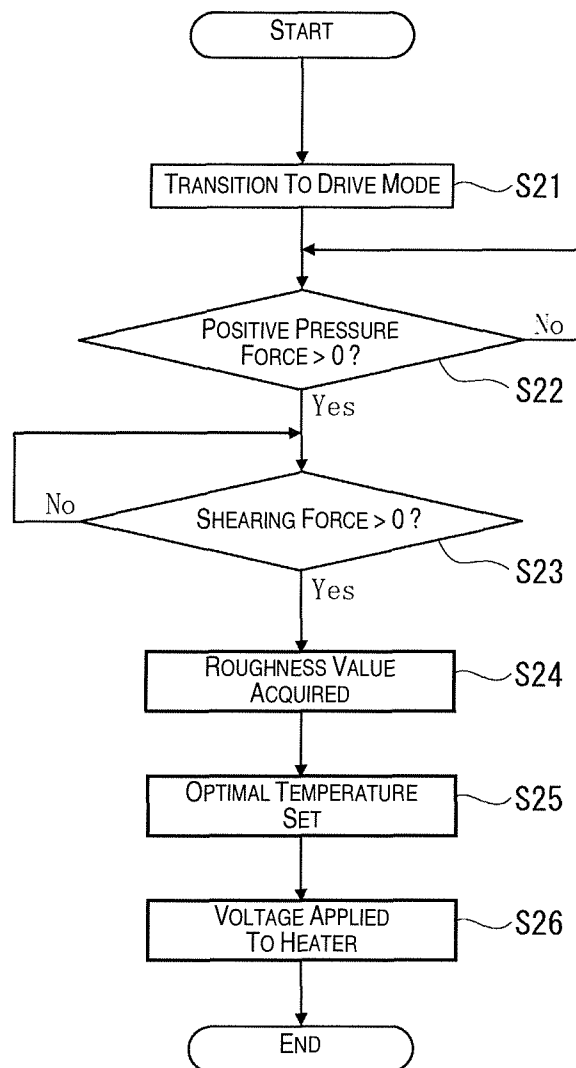 START
TRANSITION TO DRIVE MODE
S21
POSITIVE PRESSURE
FORCE > 0 ?
No
S22
Yes
No
SHEARING FORCE > 0 ?
S23
Yes
ROUGHNESS VALUE
ACQUIRED
S24
OPTIMAL TEMPERATURE
SET
S25
VOLTAGE APPLIED
TO HEATER
S26
END